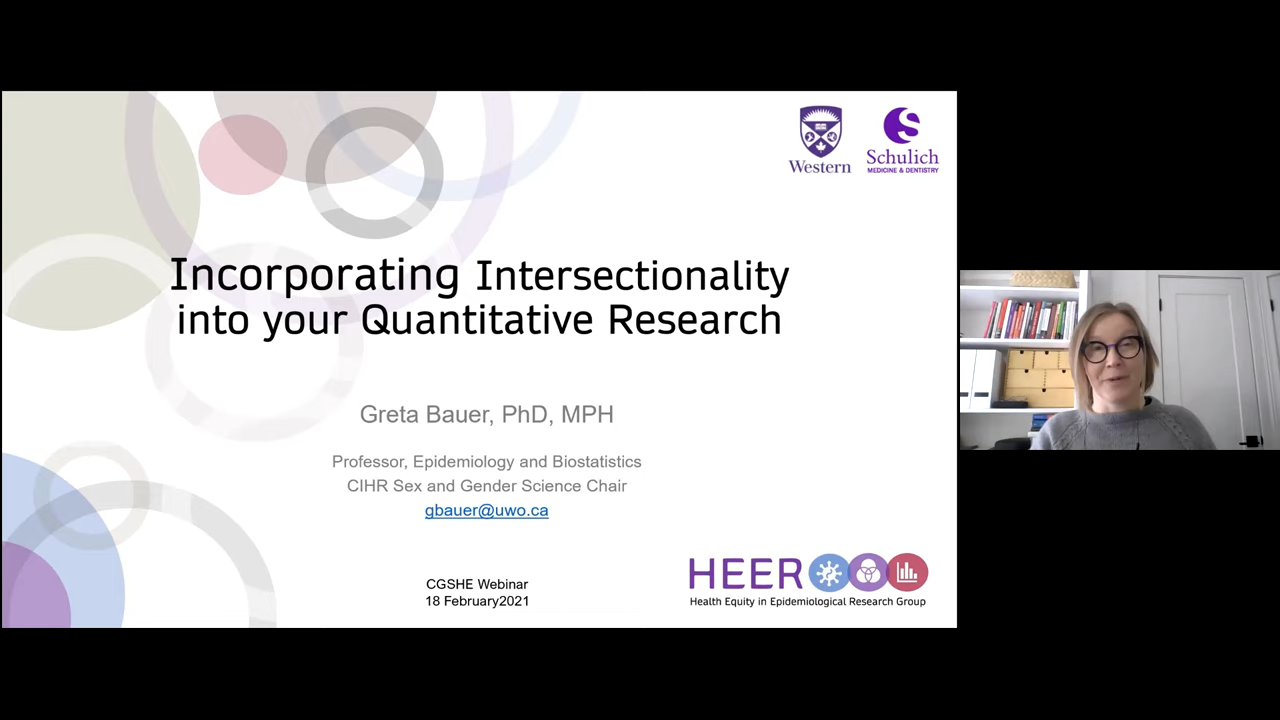 Western
Schulich
MEDICINE & DENTISTRY
Incorporating Intersectionality
into your Quantitative Research
Greta Bauer, PhD, MPH
Professor, Epidemiology and Biostatistics
CIHR Sex and Gender Science Chair
gbauer@uwo.ca
CGSHE Webinar
18 February2021
HEER
Health Equity in Epidemiological Research Group